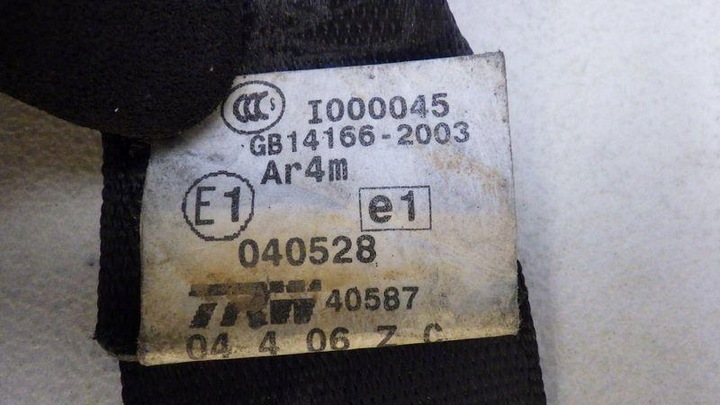 CCC S I000045
GB14166-2003
Ar4m
E1 e1
040528
TRW 40587
04 4 06 Z C